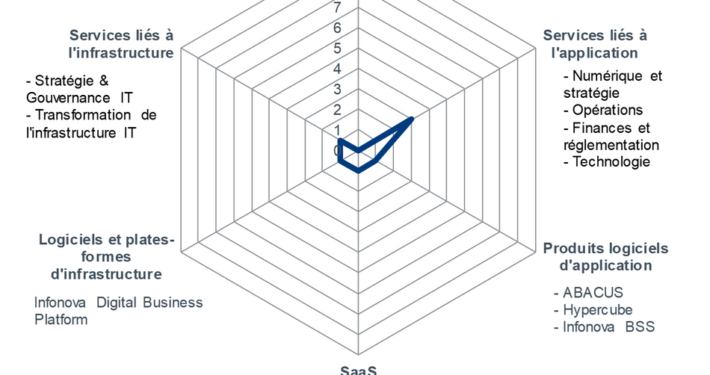 7
6
5
4
3
2
1
0
Services liés à
l'infrastructure
- Stratégie &
Gouvernance IT
- Transformation de
l'infrastructure IT
Services liés à
l'application
- Numérique et
stratégie
- Opérations
- Finances et
réglementation
- Technologie
Logiciels et plates-
formes
d'infrastructure
Infonova Digital Business
Platform
Produits logiciels
d'application
- ABACUS
- Hypercube
- Infonova BSS
SaaS